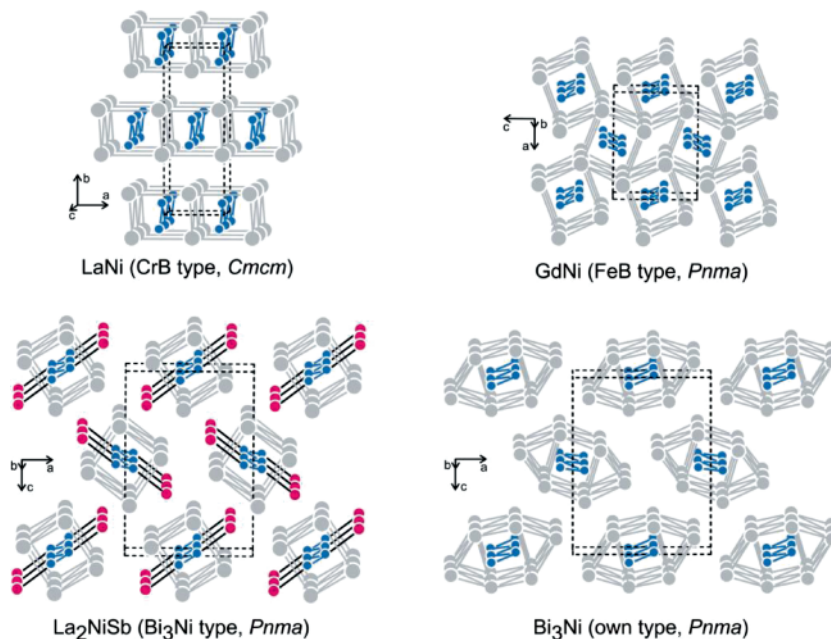 b
c
a
LaNi (CrB type, Cmcm)
c
b
a
GdNi (FeB type, Pnma)
b
a
c
La₂NiSb (Bi₃Ni type, Pnma)
b
a
c
Bi₃Ni (own type, Pnma)